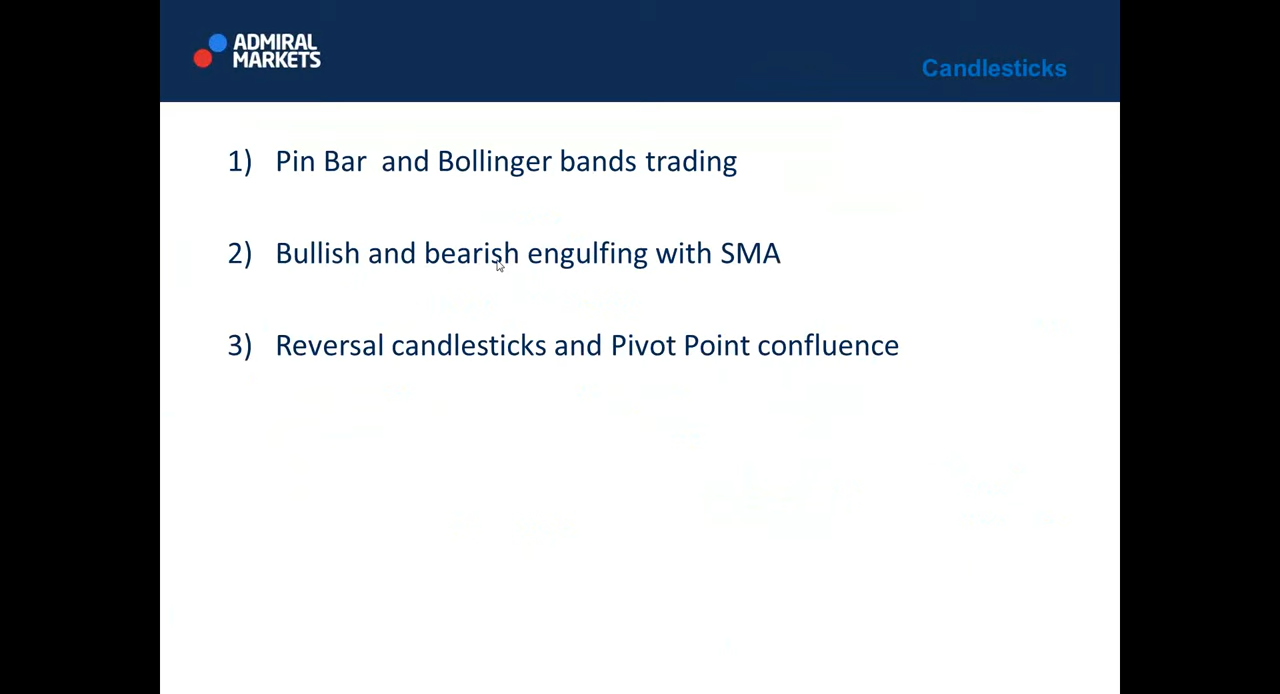 ADMIRAL
MARKETS
Candlesticks
1) Pin Bar and Bollinger bands trading
2) Bullish and bearish engulfing with SMA
3) Reversal candlesticks and Pivot Point confluence